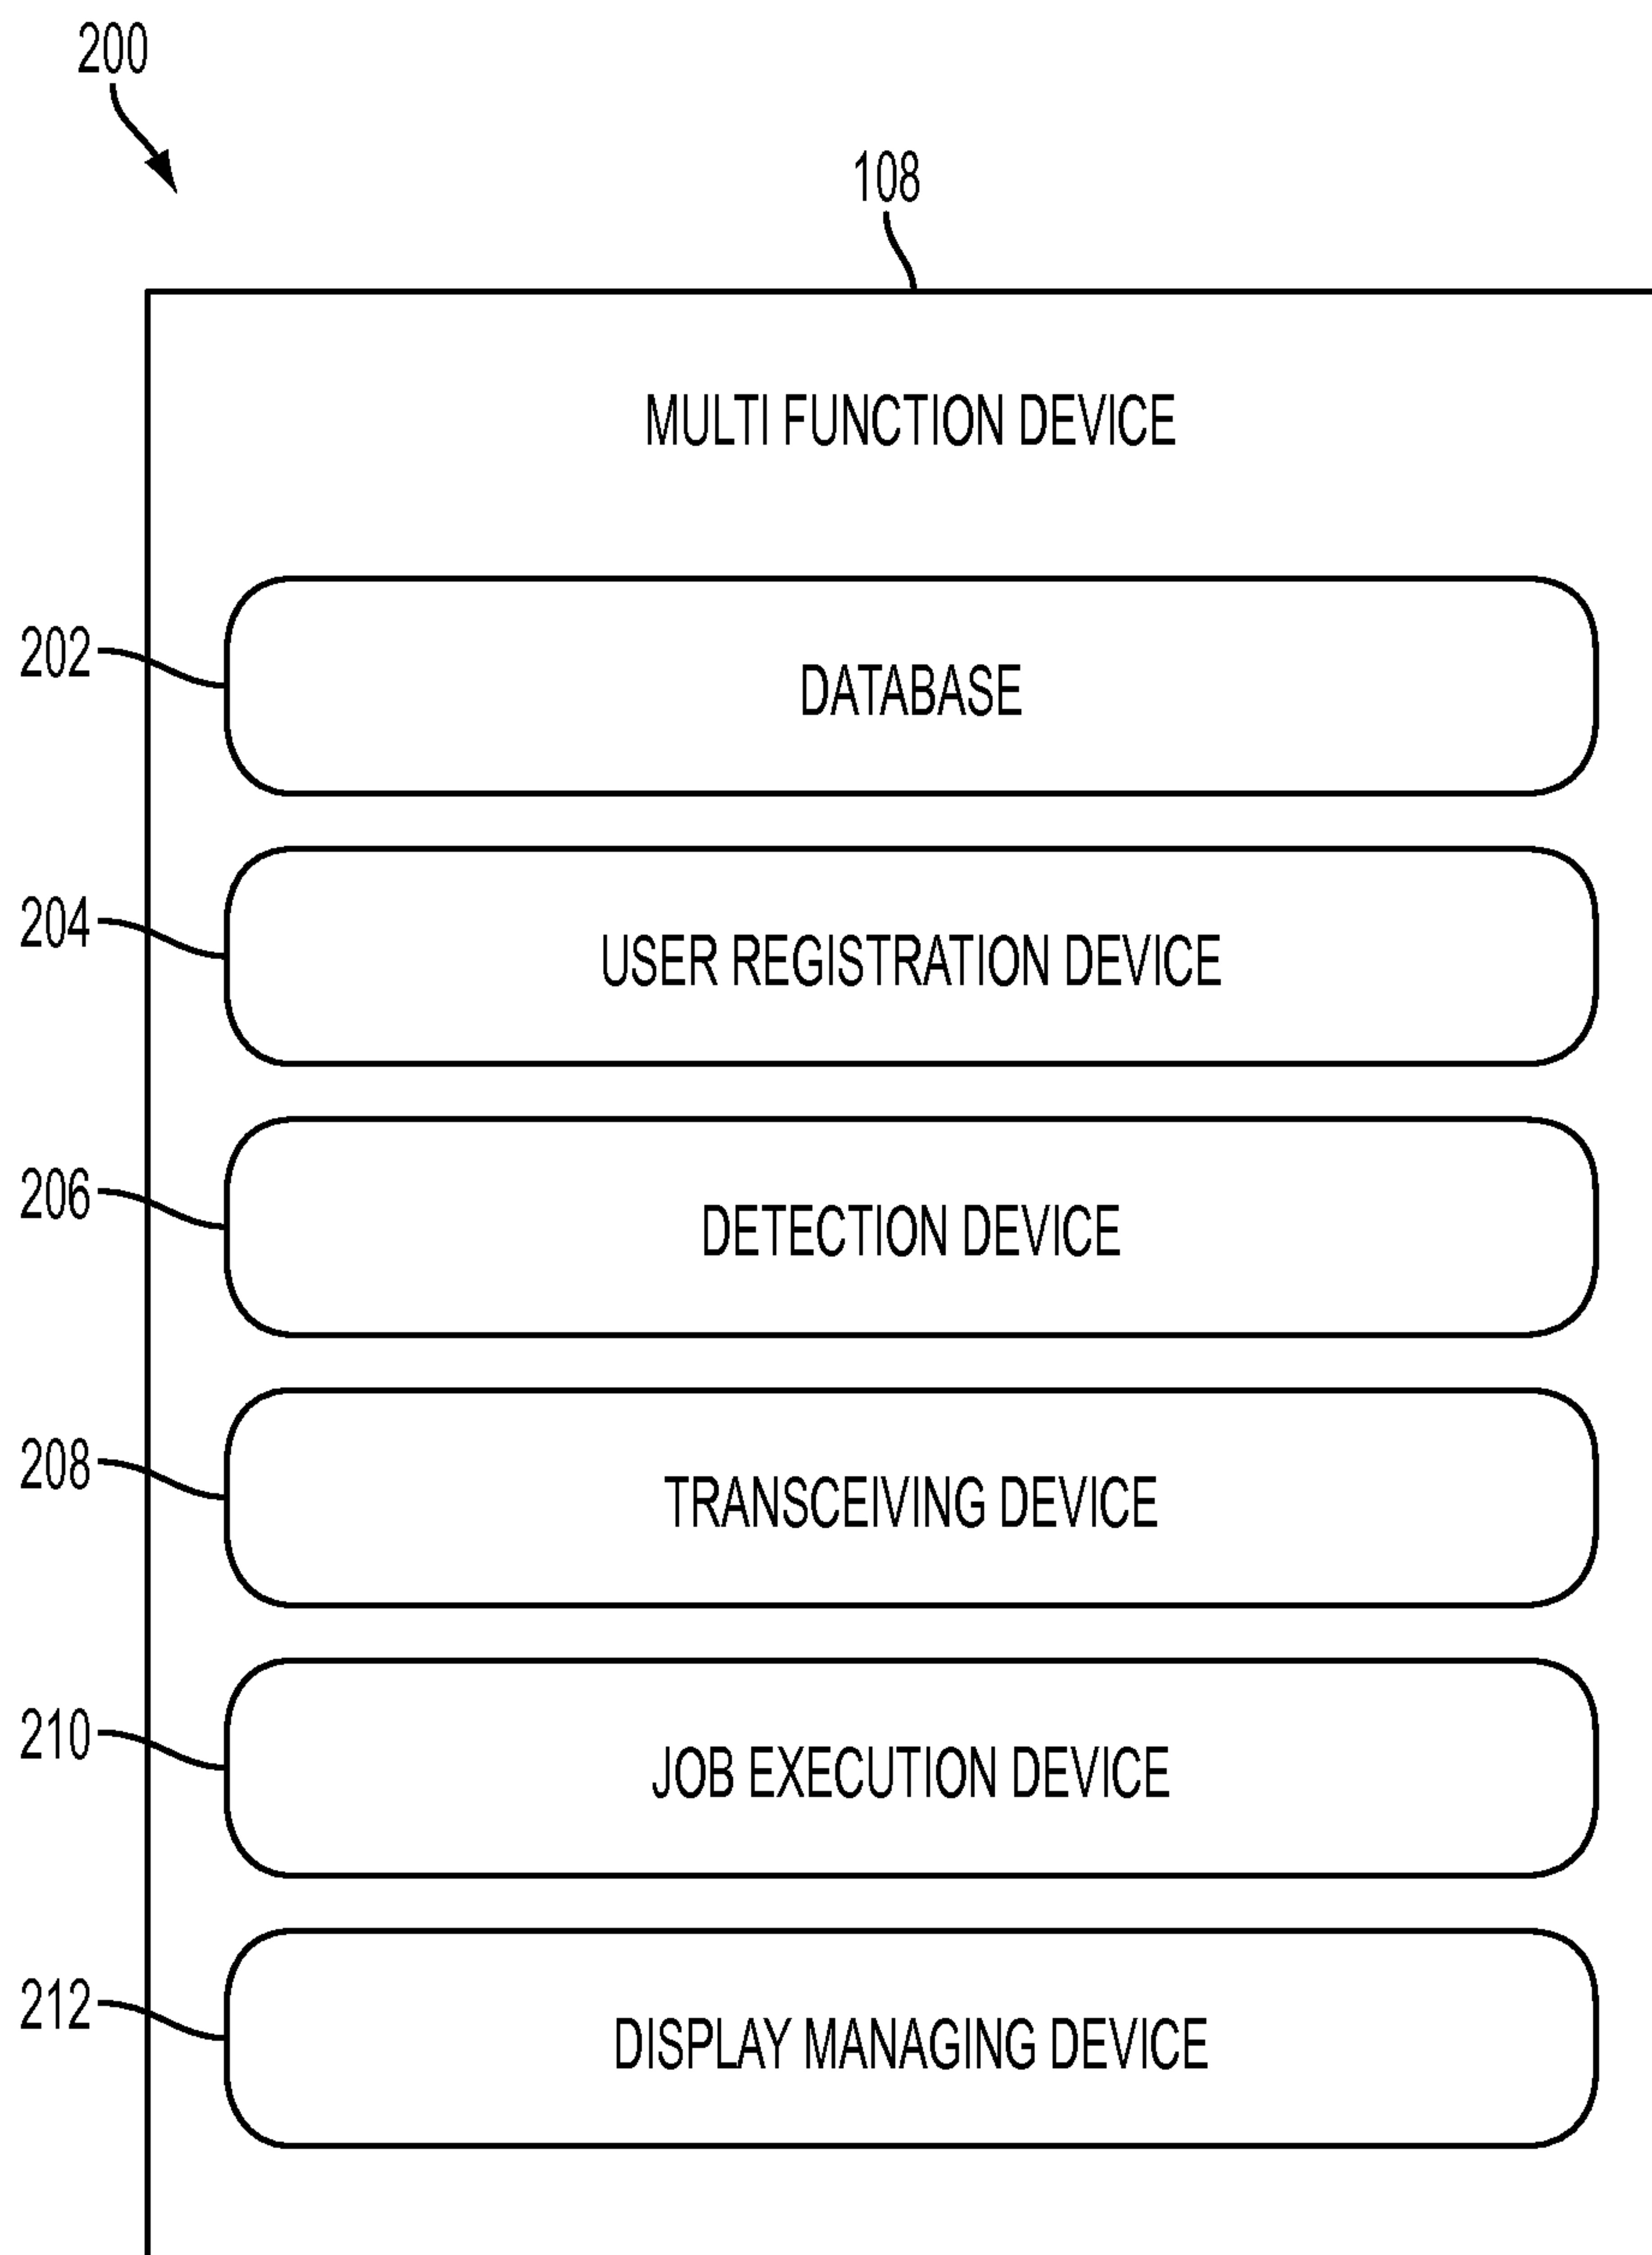 200
108
MULTI FUNCTION DEVICE
202
DATABASE
204
USER REGISTRATION DEVICE
206
DETECTION DEVICE
208
TRANSCEIVING DEVICE
210
JOB EXECUTION DEVICE
212
DISPLAY MANAGING DEVICE